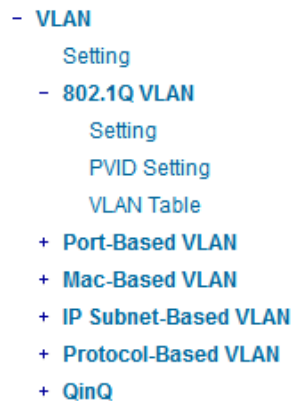 - VLAN
Setting
- 802.1Q VLAN
Setting
PVID Setting
VLAN Table
+ Port-Based VLAN
+ Mac-Based VLAN
+ IP Subnet-Based VLAN
+ Protocol-Based VLAN
+ QinQ